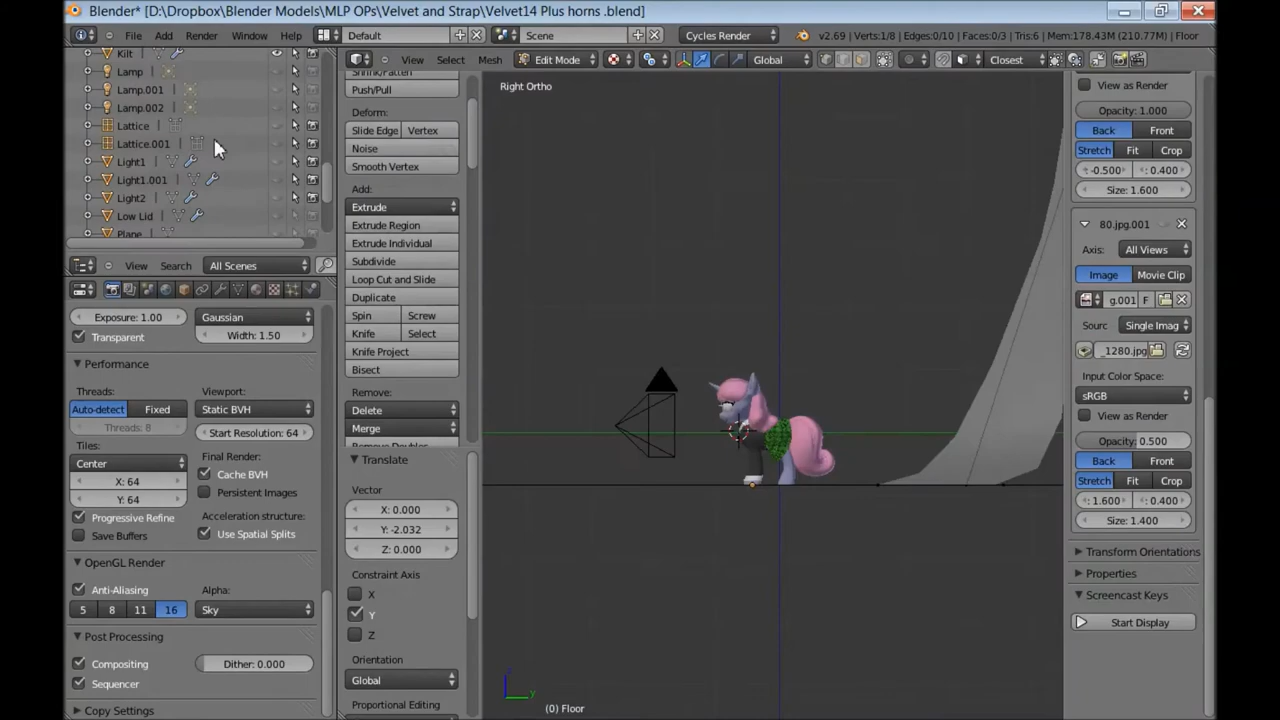 Blender* [D:\Dropbox\Blender Models\MLP OPs\Velvet and Strap\Velvet14 Plus horns .blend]
File Add Render Window Help Default Scene Cycles Render v2.69 | Verts:1/8 | Edges:0/10 | Faces:0/3 | Tris:6 | Mem:178.43M (210.77M) | Floor
View Select Mesh Edit Mode Global Closest
Kilt
Lamp
Lamp.001
Lamp.002
Lattice
Lattice.001
Light1
Light1.001
Light2
Low Lid
Plane
View Search All Scenes
Exposure: 1.00 Gaussian
Transparent Width: 1.50
Performance
Threads: Viewport:
Auto-detect Fixed Static BVH
Threads: 8 Start Resolution: 64
Tiles: Final Render:
Center Cache BVH
X: 64 Persistent Images
Y: 64
Progressive Refine Acceleration structure:
Save Buffers Use Spatial Splits
OpenGL Render
Anti-Aliasing Alpha:
5 8 11 16 Sky
Post Processing
Compositing Dither: 0.000
Sequencer
Copy Settings
Shrink/Fatten
Push/Pull
Deform:
Slide Edge Vertex
Noise
Smooth Vertex
Add:
Extrude
Extrude Region
Extrude Individual
Subdivide
Loop Cut and Slide
Duplicate
Spin Screw
Knife Select
Knife Project
Bisect
Remove:
Delete
Merge
Remove Doubles
Translate
Vector
X: 0.000
Y: -2.032
Z: 0.000
Constraint Axis
X
Y
Z
Orientation
Global
Proportional Editing
Right Ortho
(0) Floor
View as Render
Opacity: 1.000
Back Front
Stretch Fit Crop
: -0.500 : 0.400
Size: 1.600
80.jpg.001
Axis: All Views
Image Movie Clip
g.001 F
Sourc Single Imag
_1280.jpg
Input Color Space:
sRGB
View as Render
Opacity: 0.500
Back Front
Stretch Fit Crop
: 1.600 : 0.400
Size: 1.400
Transform Orientations
Properties
Screencast Keys
Start Display